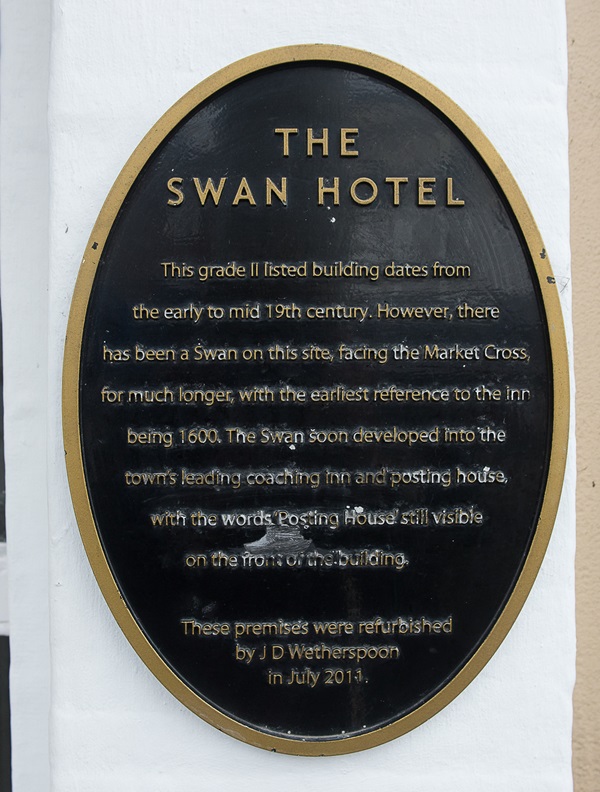 THE
SWAN HOTEL
This grade II listed building dates from
the early to mid 19th century. However, there
has been a Swan on this site, facing the Market Cross,
for much longer, with the earliest reference to the inn
being 1600. The Swan soon developed into the
town's leading coaching inn and posting house,
with the words 'Posting House' still visible
on the front of the building.
These premises were refurbished
by J D Wetherspoon
in July 2011.